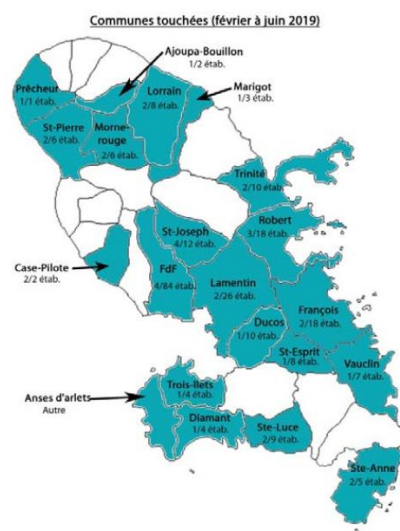 Communes touchées (février à juin 2019)
Ajoupa-Bouillon
1/2 étab.
Prêcheur
1/1 étab.
Lorrain
2/8 étab.
Marigot
1/3 étab.
St-Pierre
2/6 étab.
Morne-
rouge
2/6 étab.
Trinité
2/10 étab.
Robert
3/18 étab.
St-Joseph
4/12 étab.
Case-Pilote
2/2 étab.
FdF
4/84 étab.
Lamentin
2/26 étab.
François
2/18 étab.
Ducos
1/10 étab.
St-Esprit
1/8 étab.
Vauclin
1/7 étab.
Trois-Ilets
1/4 étab.
Anses d'arlets
Autre
Diamant
1/4 étab.
Ste-Luce
2/9 étab.
Ste-Anne
2/5 étab.